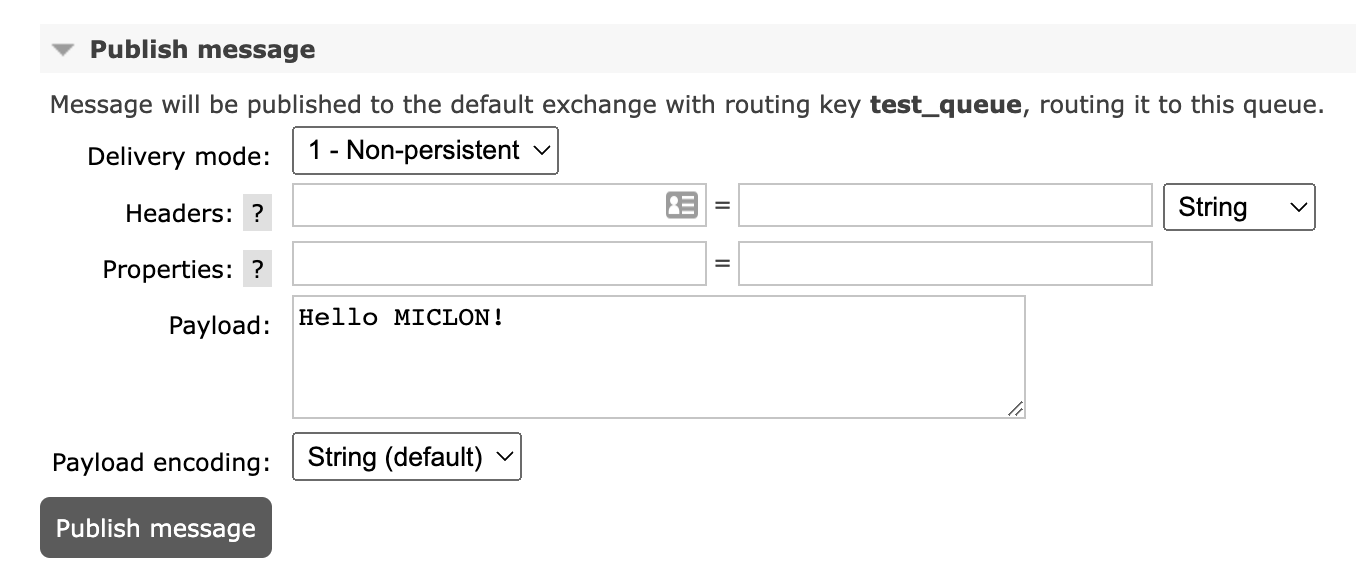 Publish message
Message will be published to the default exchange with routing key test_queue, routing it to this queue.
Delivery mode: 1 - Non-persistent
Headers: ? = String
Properties: ? =
Payload: Hello MICLON!
Payload encoding: String (default)
Publish message